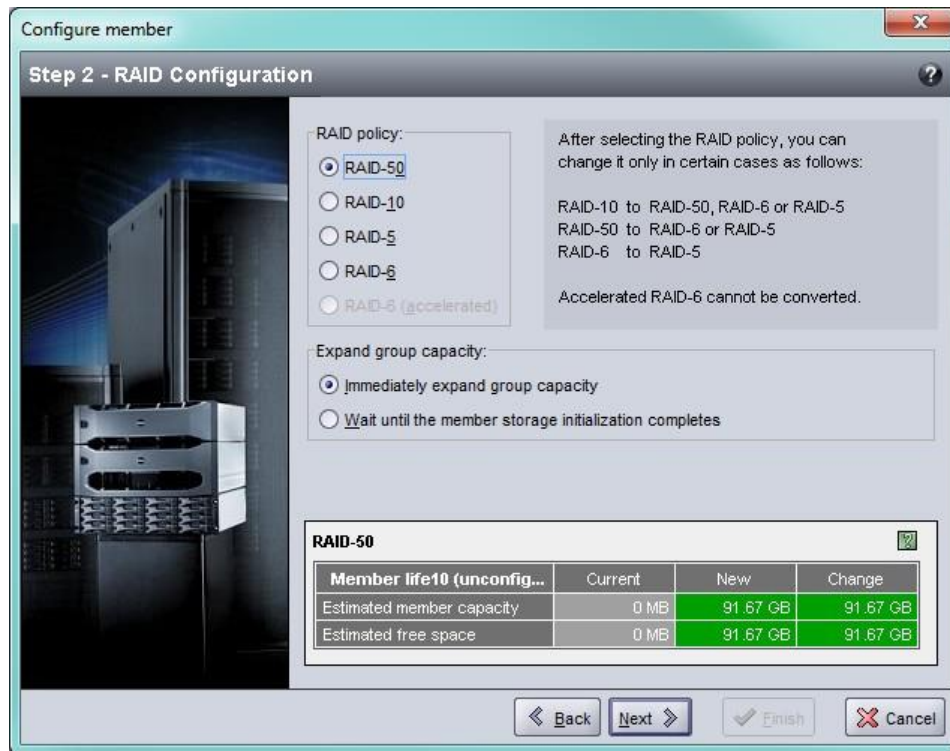 Configure member
Step 2 - RAID Configuration
RAID policy:
RAID-50
RAID-10
RAID-5
RAID-6
RAID-6 (accelerated)
After selecting the RAID policy, you can
change it only in certain cases as follows:
RAID-10 to RAID-50, RAID-6 or RAID-5
RAID-50 to RAID-6 or RAID-5
RAID-6 to RAID-5
Accelerated RAID-6 cannot be converted.
Expand group capacity:
Immediately expand group capacity
Wait until the member storage initialization completes
RAID-50
Member life10 (unconfig... Current New Change
Estimated member capacity 0 MB 91.67 GB 91.67 GB
Estimated free space 0 MB 91.67 GB 91.67 GB
Back Next Finish Cancel